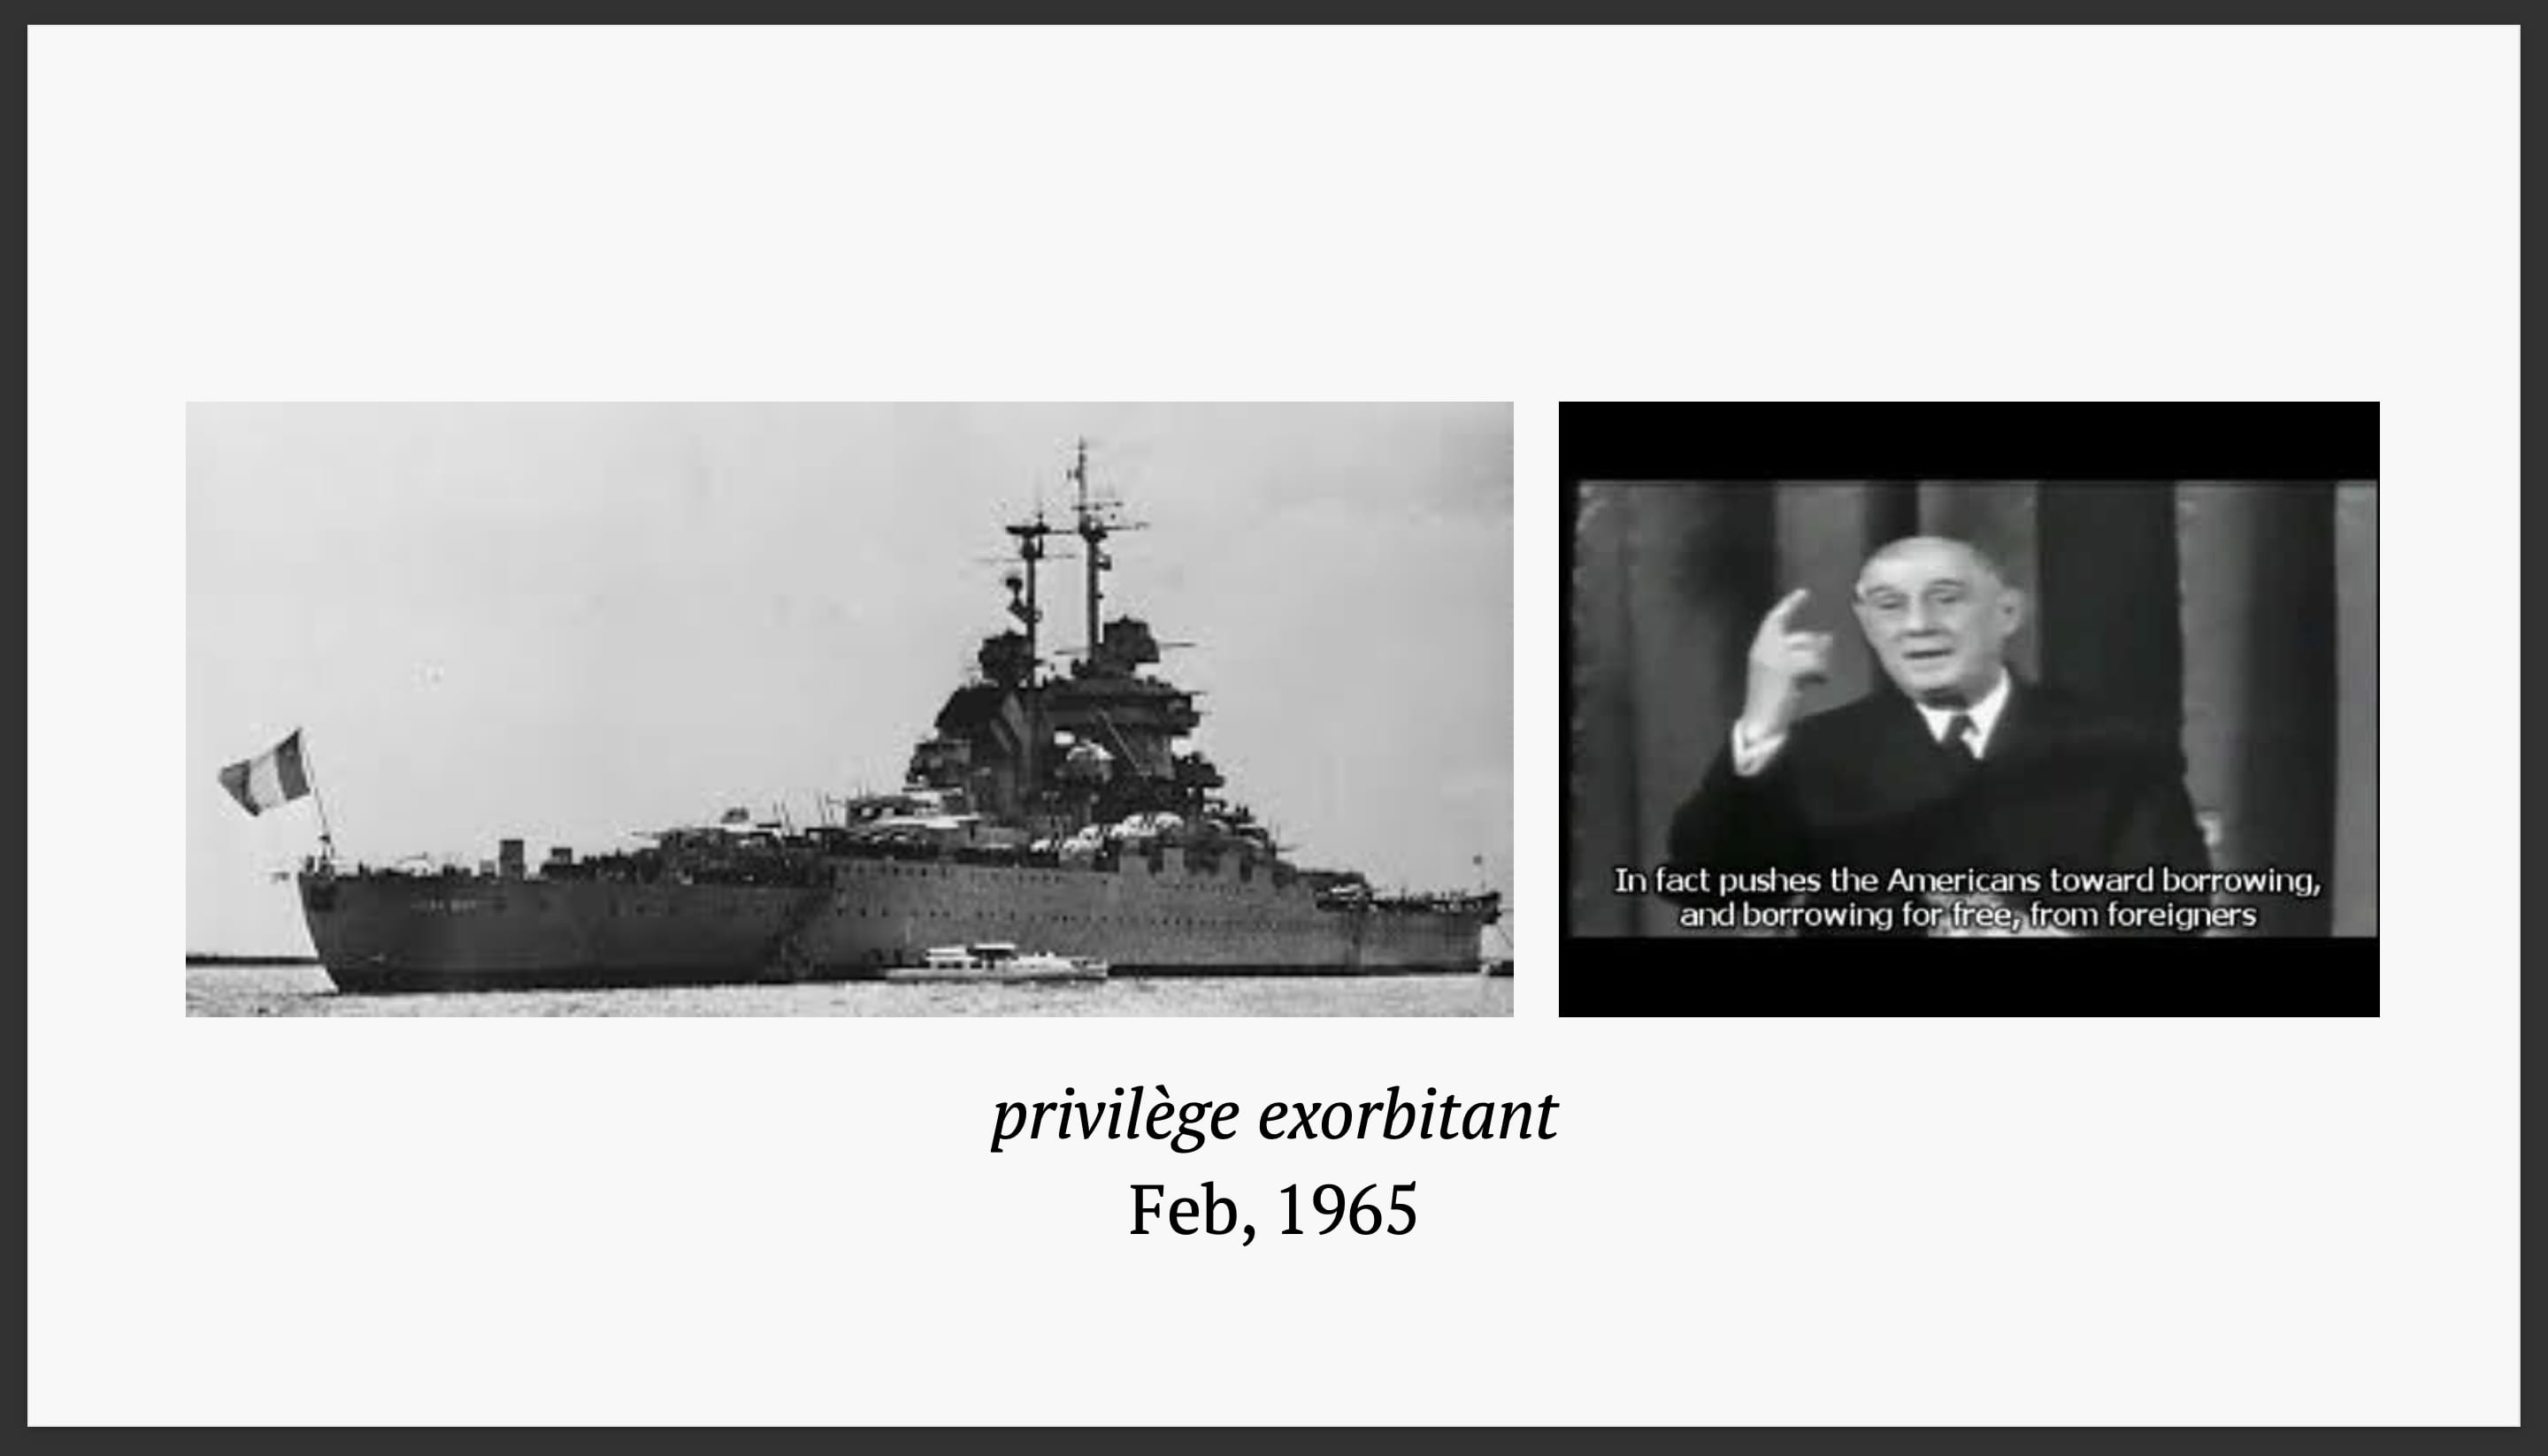 In fact pushes the Americans toward borrowing,
and borrowing for free, from foreigners
privilège exorbitant
Feb, 1965